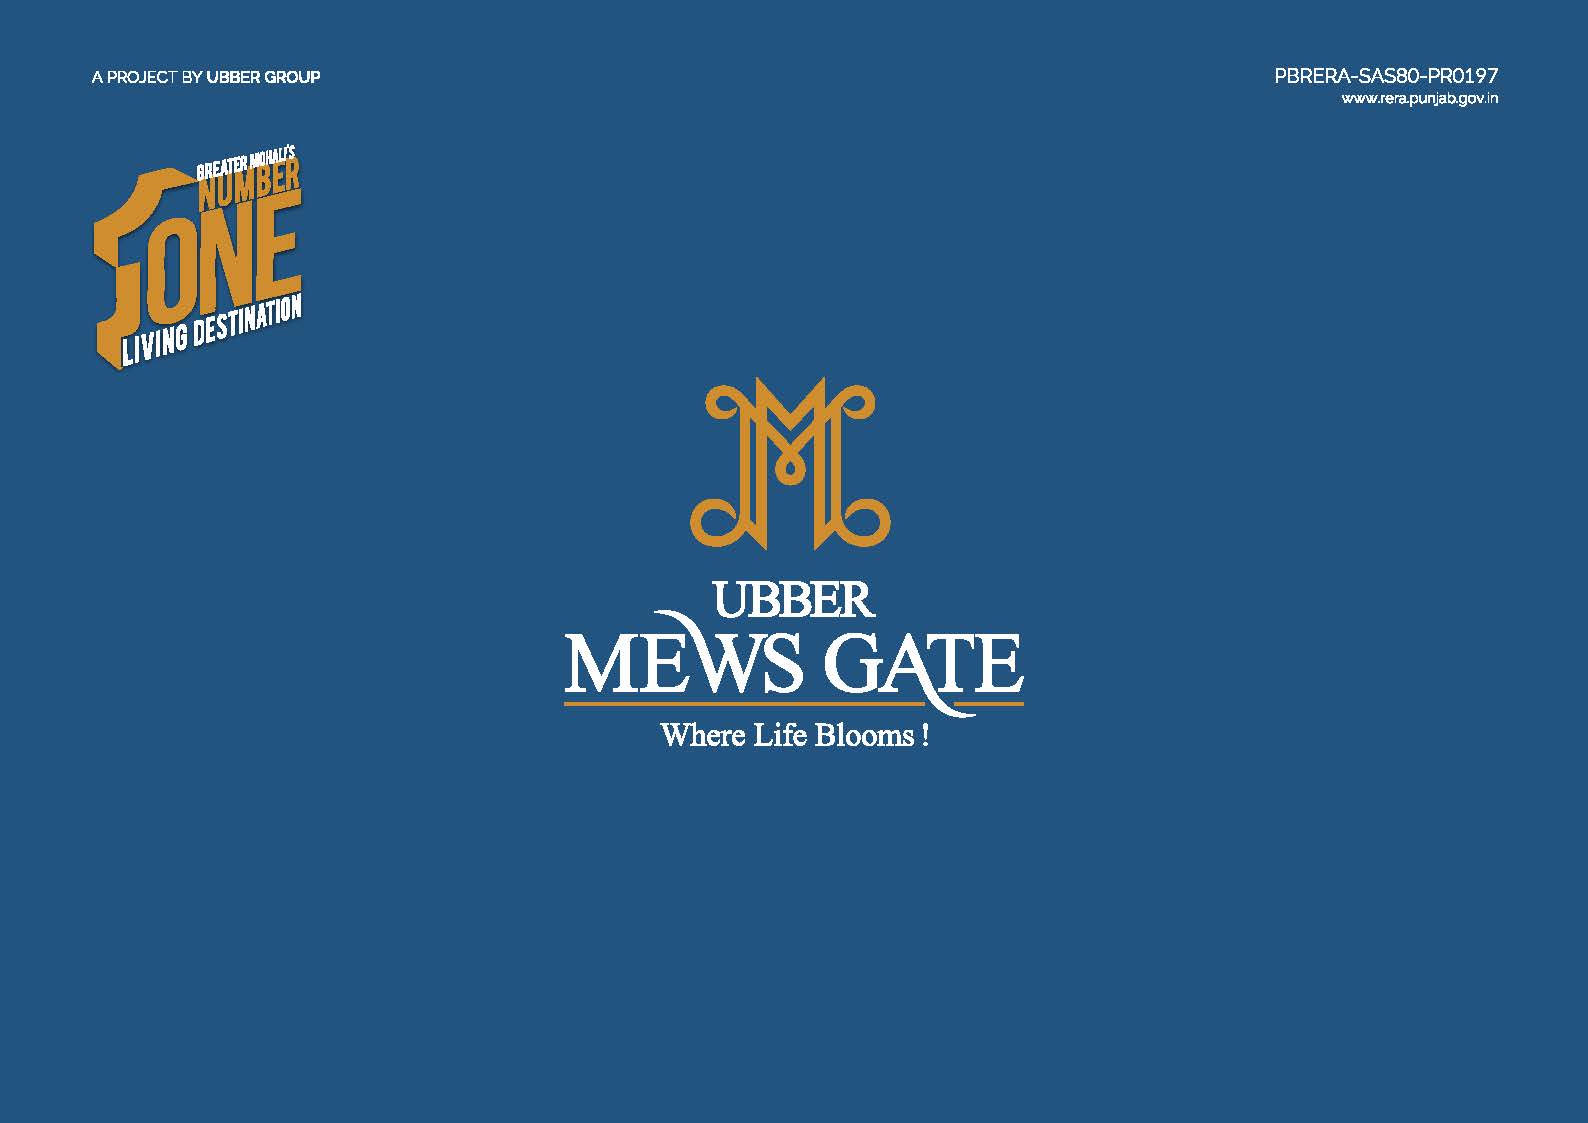 A PROJECT BY UBBER GROUP
PBRERA-SAS80-PR0197
www.rera.punjab.gov.in
GREATER MOHALI'S
NUMBER
1 ONE
LIVING DESTINATION
M
UBBER
MEWS GATE
Where Life Blooms !